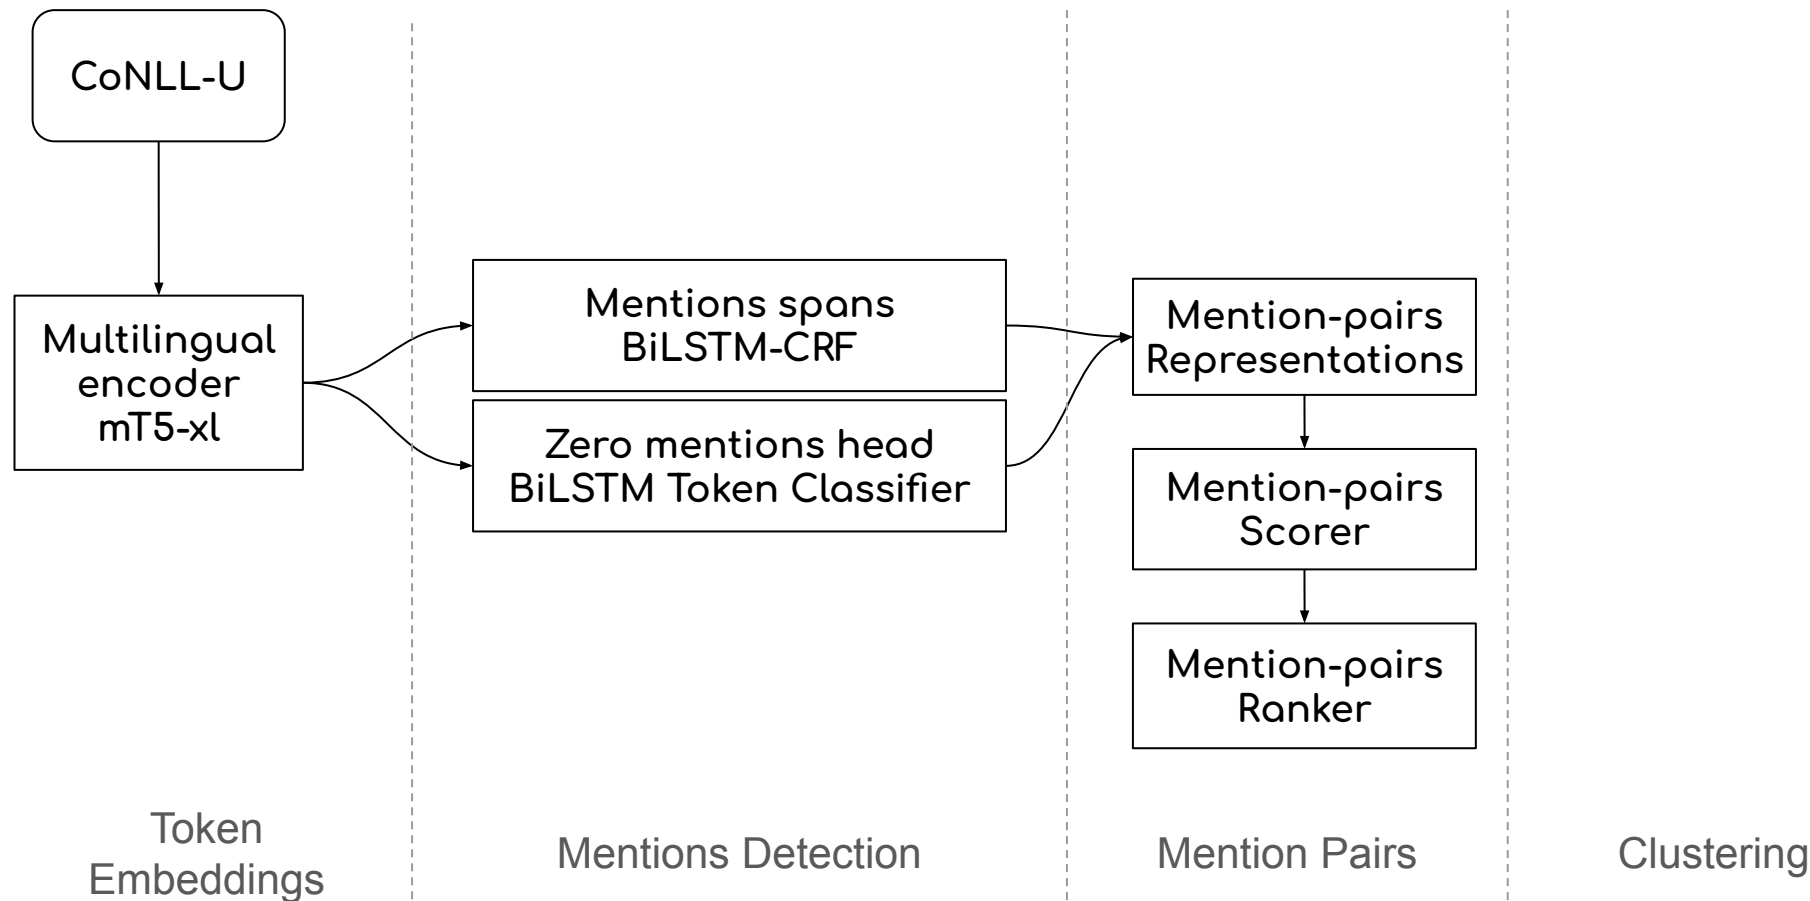 CoNLL-U
Multilingual
encoder
mT5-xl
Mentions spans
BiLSTM-CRF
Zero mentions head
BiLSTM Token Classifier
Mention-pairs
Representations
Mention-pairs
Scorer
Mention-pairs
Ranker
Token
Embeddings
Mentions Detection
Mention Pairs
Clustering